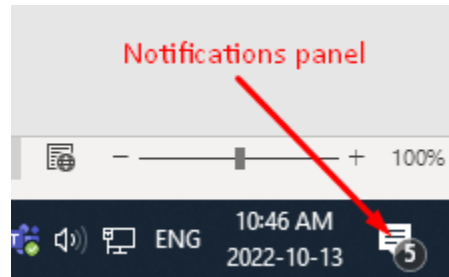 Notifications panel
- + 100%
T
ENG
10:46 AM
2022-10-13
5